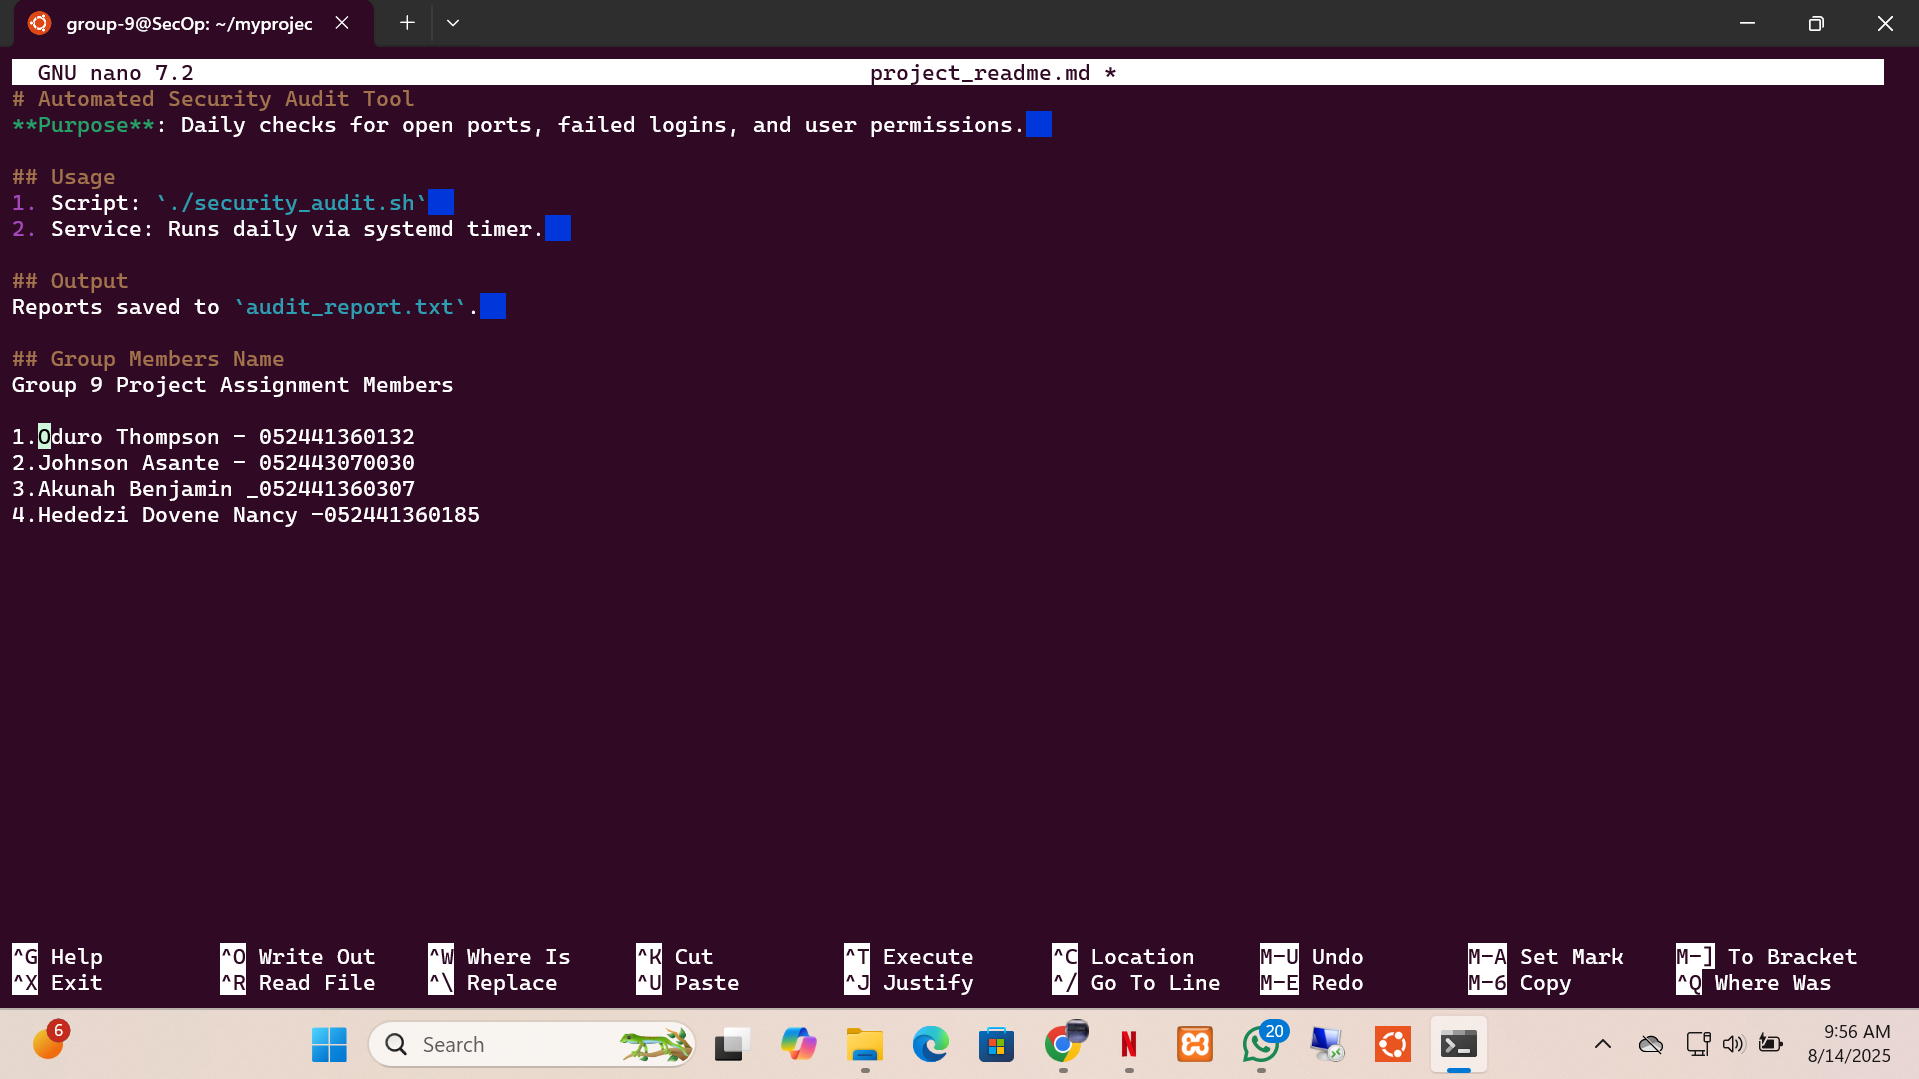 group-9@SecOp: ~/myprojec
GNU nano 7.2 project_readme.md *
# Automated Security Audit Tool
**Purpose**: Daily checks for open ports, failed logins, and user permissions.
## Usage
1. Script: `./security_audit.sh`
2. Service: Runs daily via systemd timer.
## Output
Reports saved to `audit_report.txt`.
## Group Members Name
Group 9 Project Assignment Members
1.Oduro Thompson - 052441360132
2.Johnson Asante - 052443070030
3.Akunah Benjamin _052441360307
4.Hededzi Dovene Nancy -052441360185
^G Help ^O Write Out ^W Where Is ^K Cut ^T Execute ^C Location M-U Undo M-A Set Mark M-] To Bracket
^X Exit ^R Read File ^\ Replace ^U Paste ^J Justify ^/ Go To Line M-E Redo M-6 Copy ^Q Where Was
6
Search
20
9:56 AM
8/14/2025